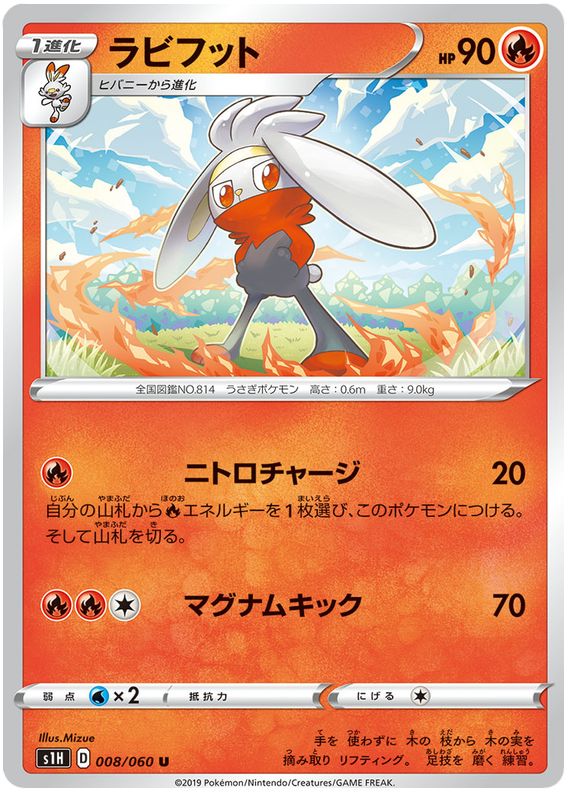 1進化
ラビフット
HP 90
ヒバニーから進化
全国図鑑NO.814 うさぎポケモン 高さ:0.6m 重さ:9.0kg
ニトロチャージ 20
自分の山札から エネルギーを1枚選び、このポケモンにつける。
そして山札を切る。
マグナムキック 70
弱点 ×2 抵抗力 にげる
Illus.Mizue
手を 使わずに 木の 枝から 木の実を
摘み取り リフティング。 足技を 磨く 練習。
s1H D 008/060 U
©2019 Pokémon/Nintendo/Creatures/GAME FREAK.